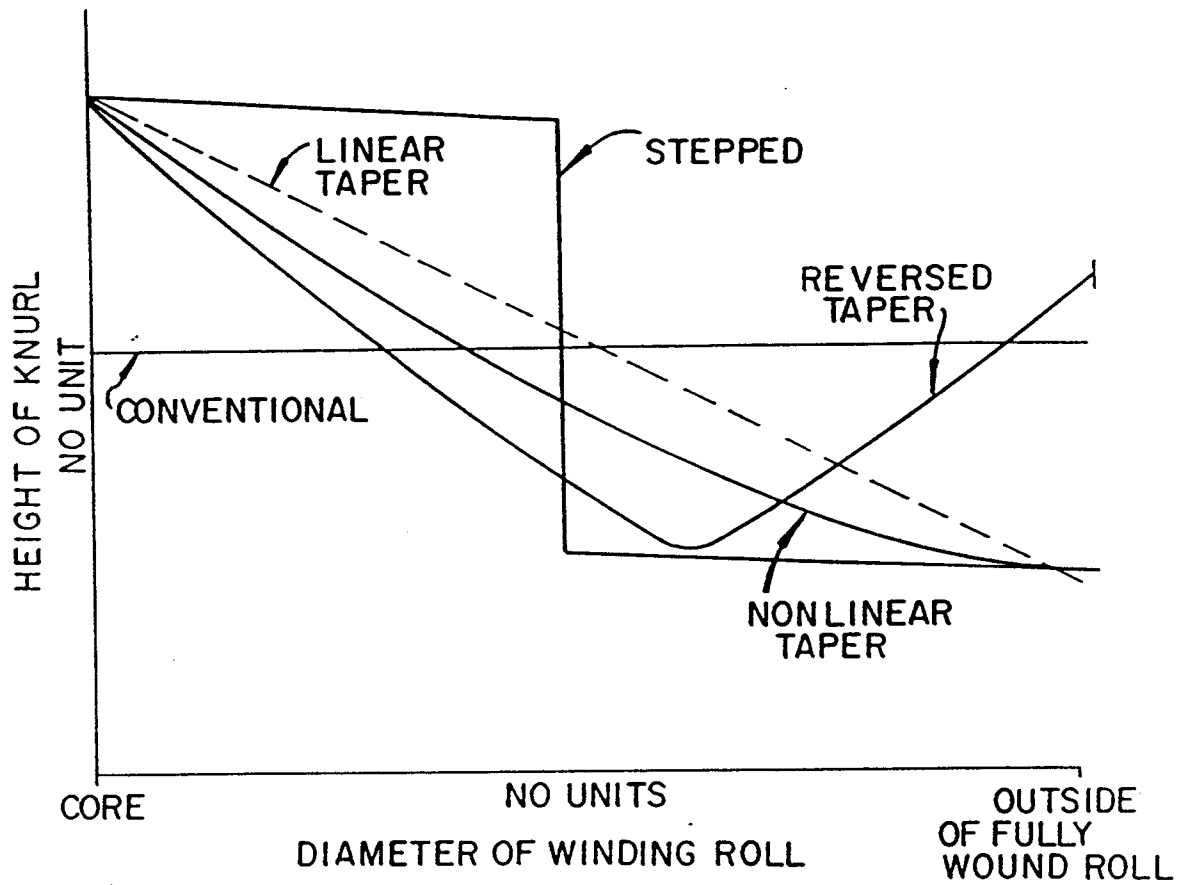 LINEAR
TAPER
STEPPED
REVERSED
TAPER
CONVENTIONAL
HEIGHT OF KNURL
NO UNIT
NONLINEAR
TAPER
CORE
NO UNITS
OUTSIDE
OF FULLY
WOUND ROLL
DIAMETER OF WINDING ROLL